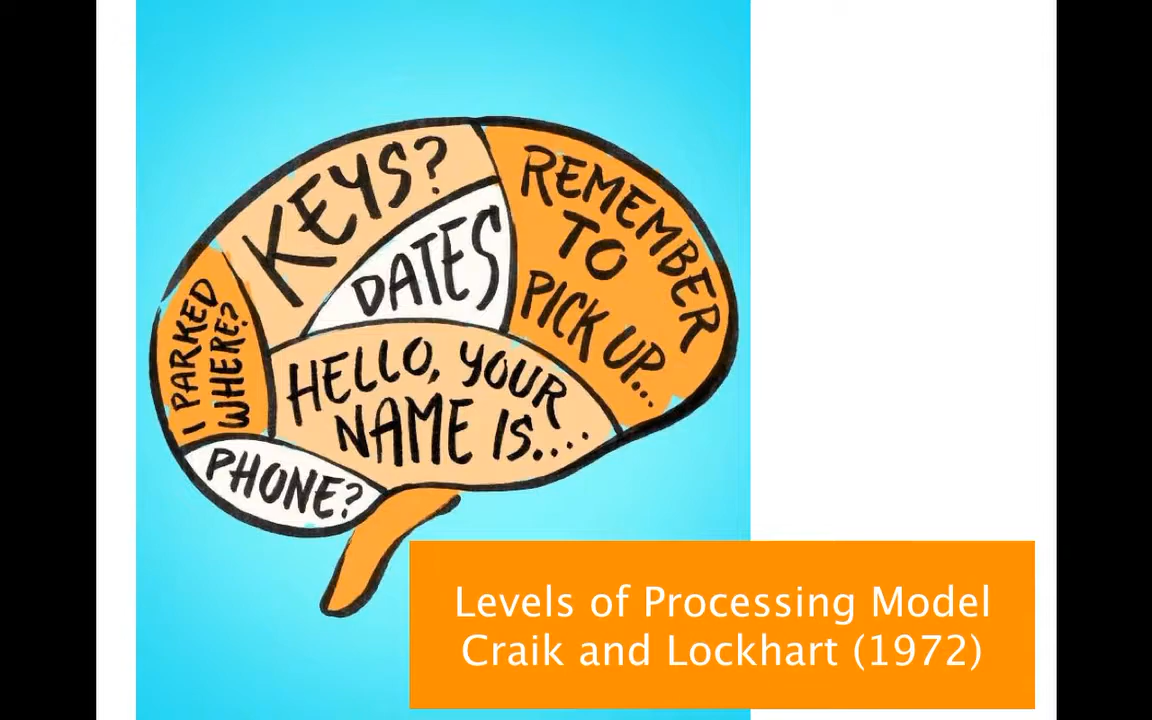 KEYS?
DATES
REMEMBER
TO
PICK UP...
I PARKED
WHERE?
HELLO, YOUR
NAME IS....
PHONE?
Levels of Processing Model
Craik and Lockhart (1972)